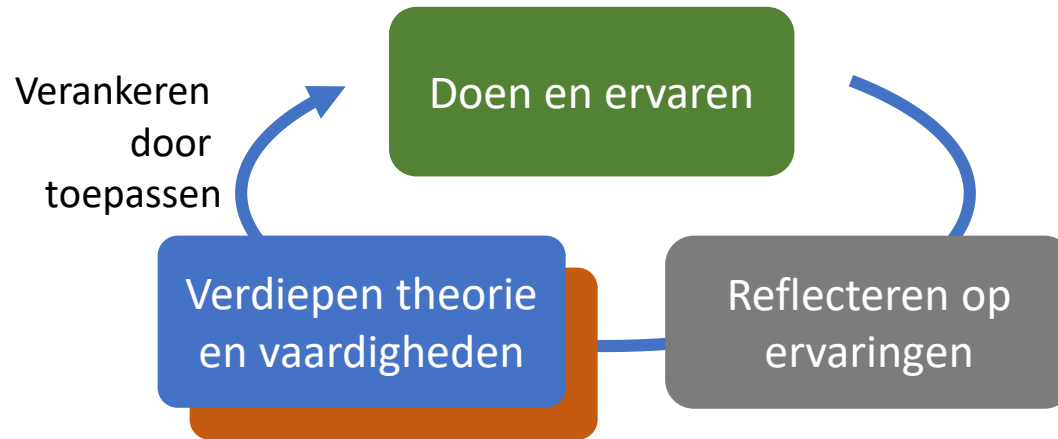 Doen en ervaren
Verankeren
door
toepassen
Verdiepen theorie
en vaardigheden
Reflecteren op
ervaringen